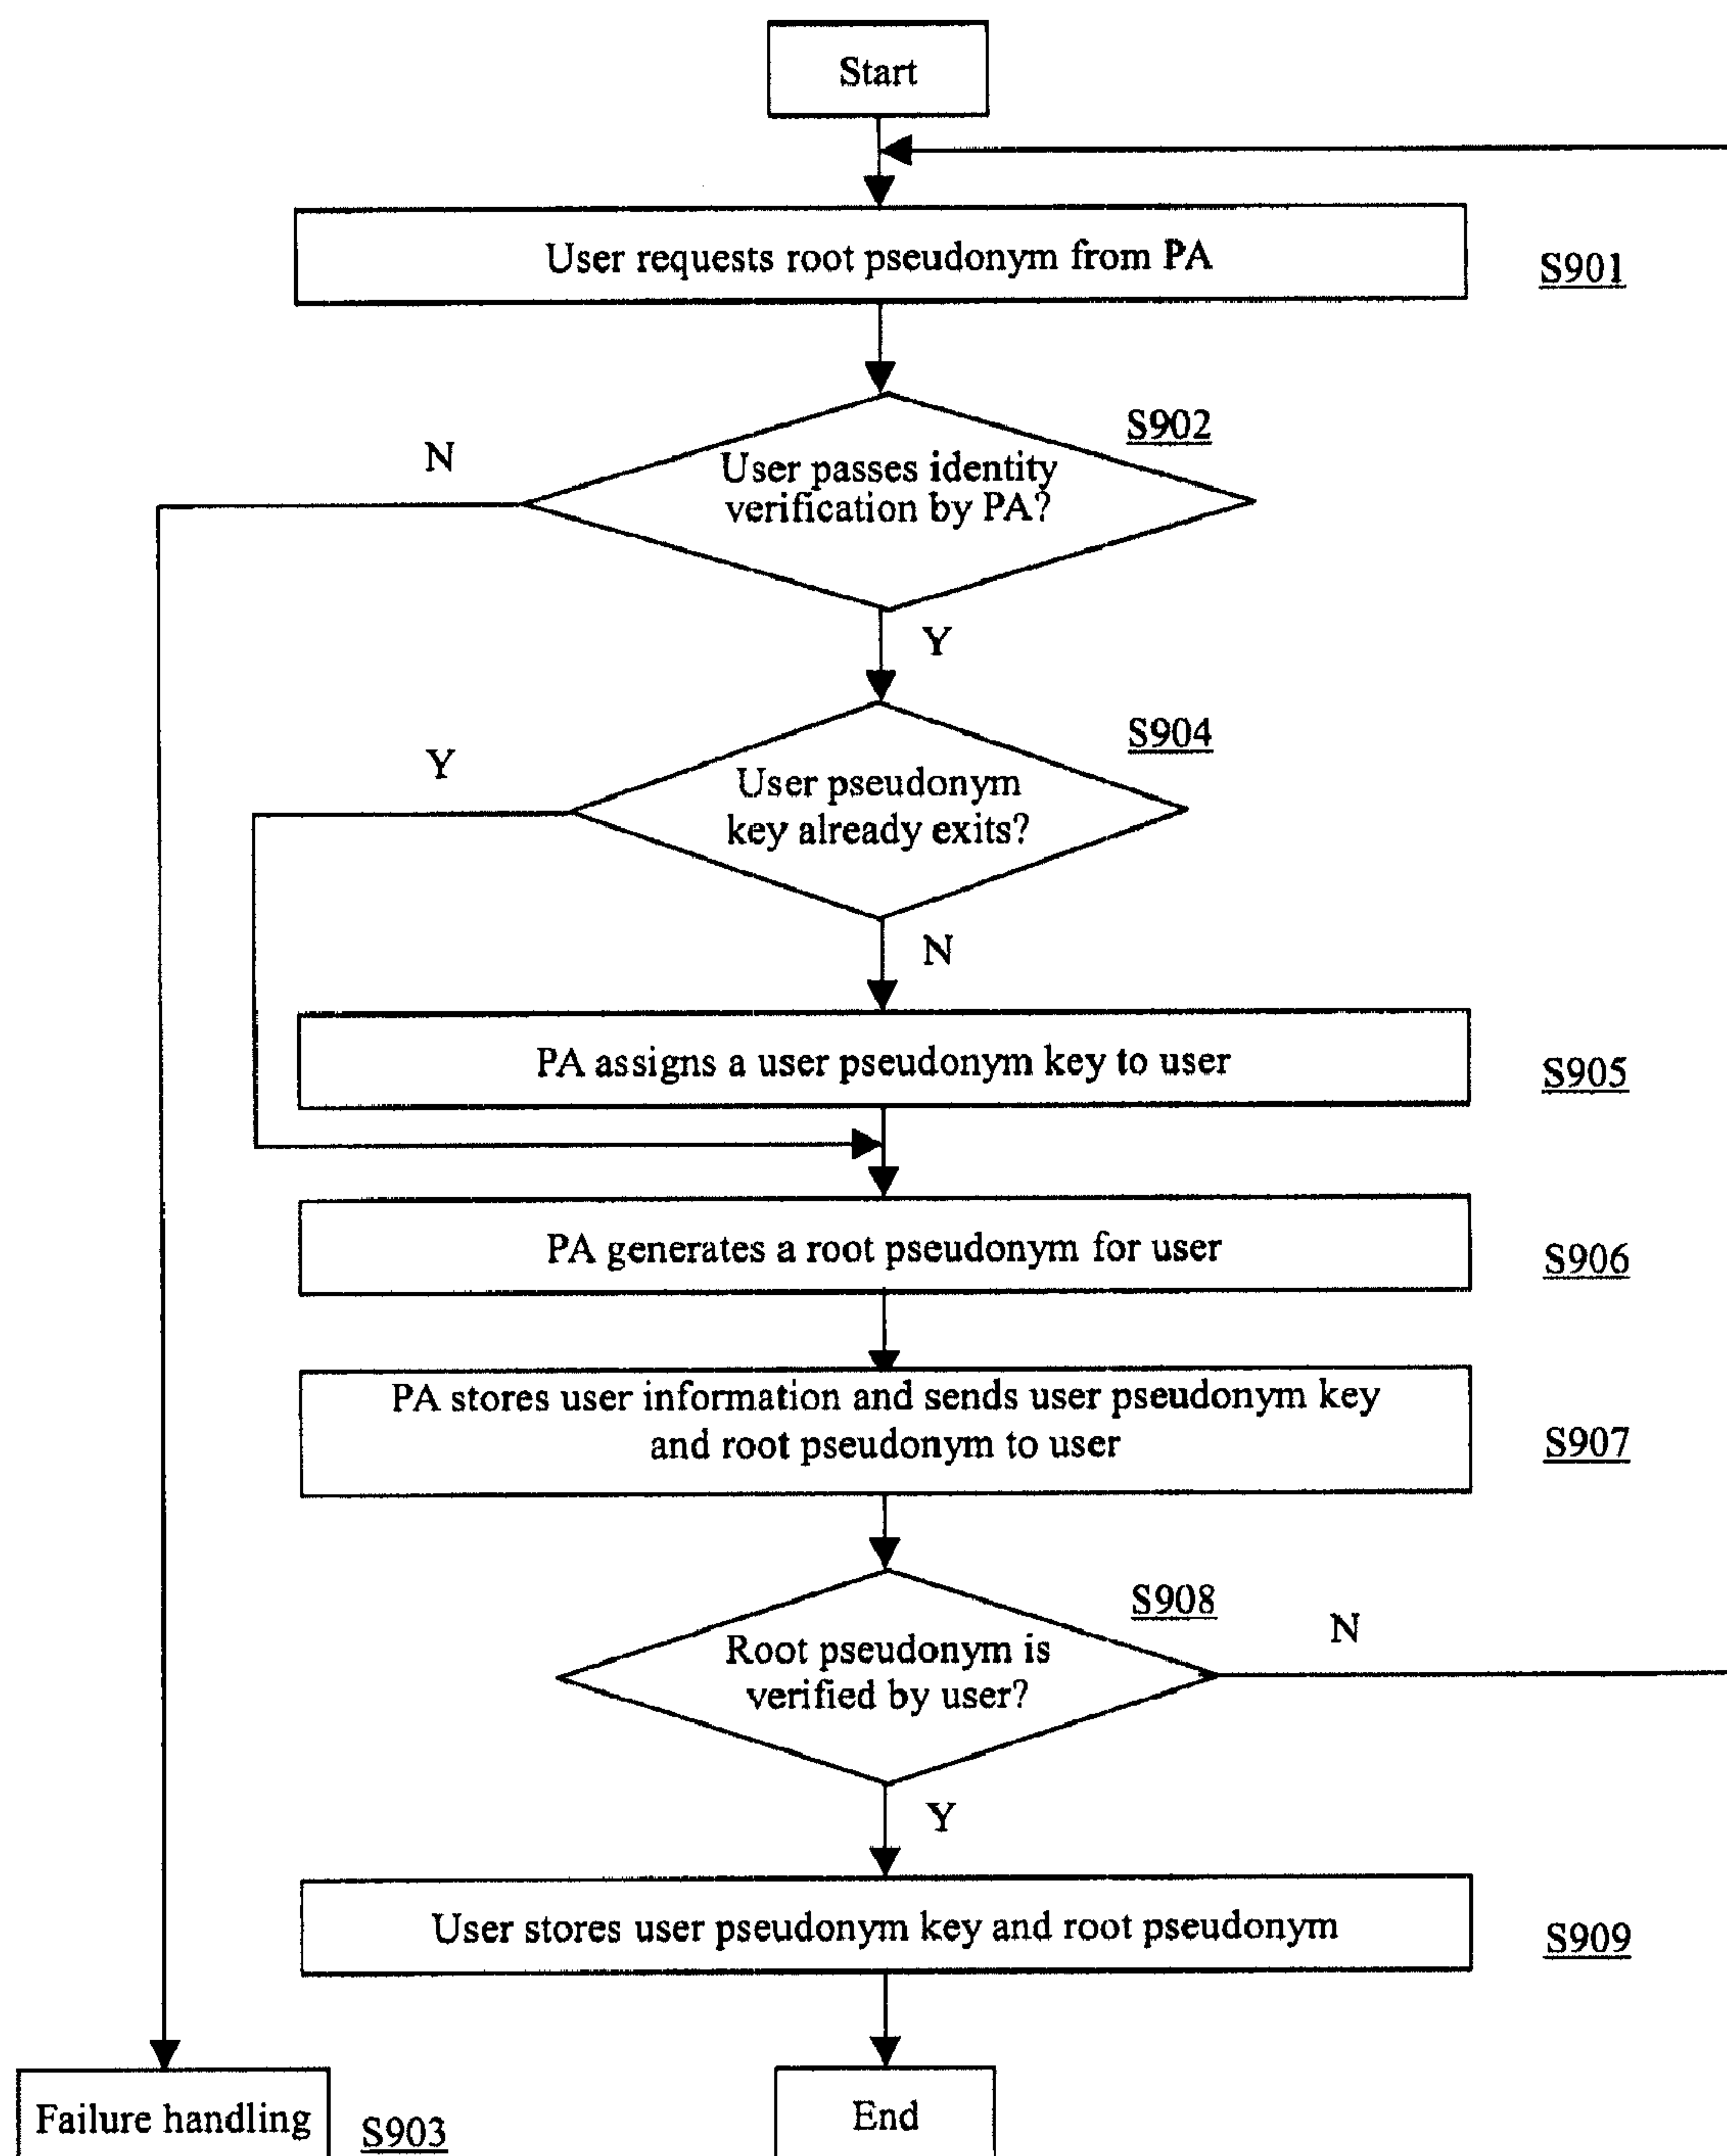 Start
User requests root pseudonym from PA
S901
S902
N
User passes identity
verification by PA?
Y
S904
Y
User pseudonym
key already exits?
N
PA assigns a user pseudonym key to user
S905
PA generates a root pseudonym for user
S906
PA stores user information and sends user pseudonym key
and root pseudonym to user
S907
S908
N
Root pseudonym is
verified by user?
Y
User stores user pseudonym key and root pseudonym
S909
Failure handling
S903
End